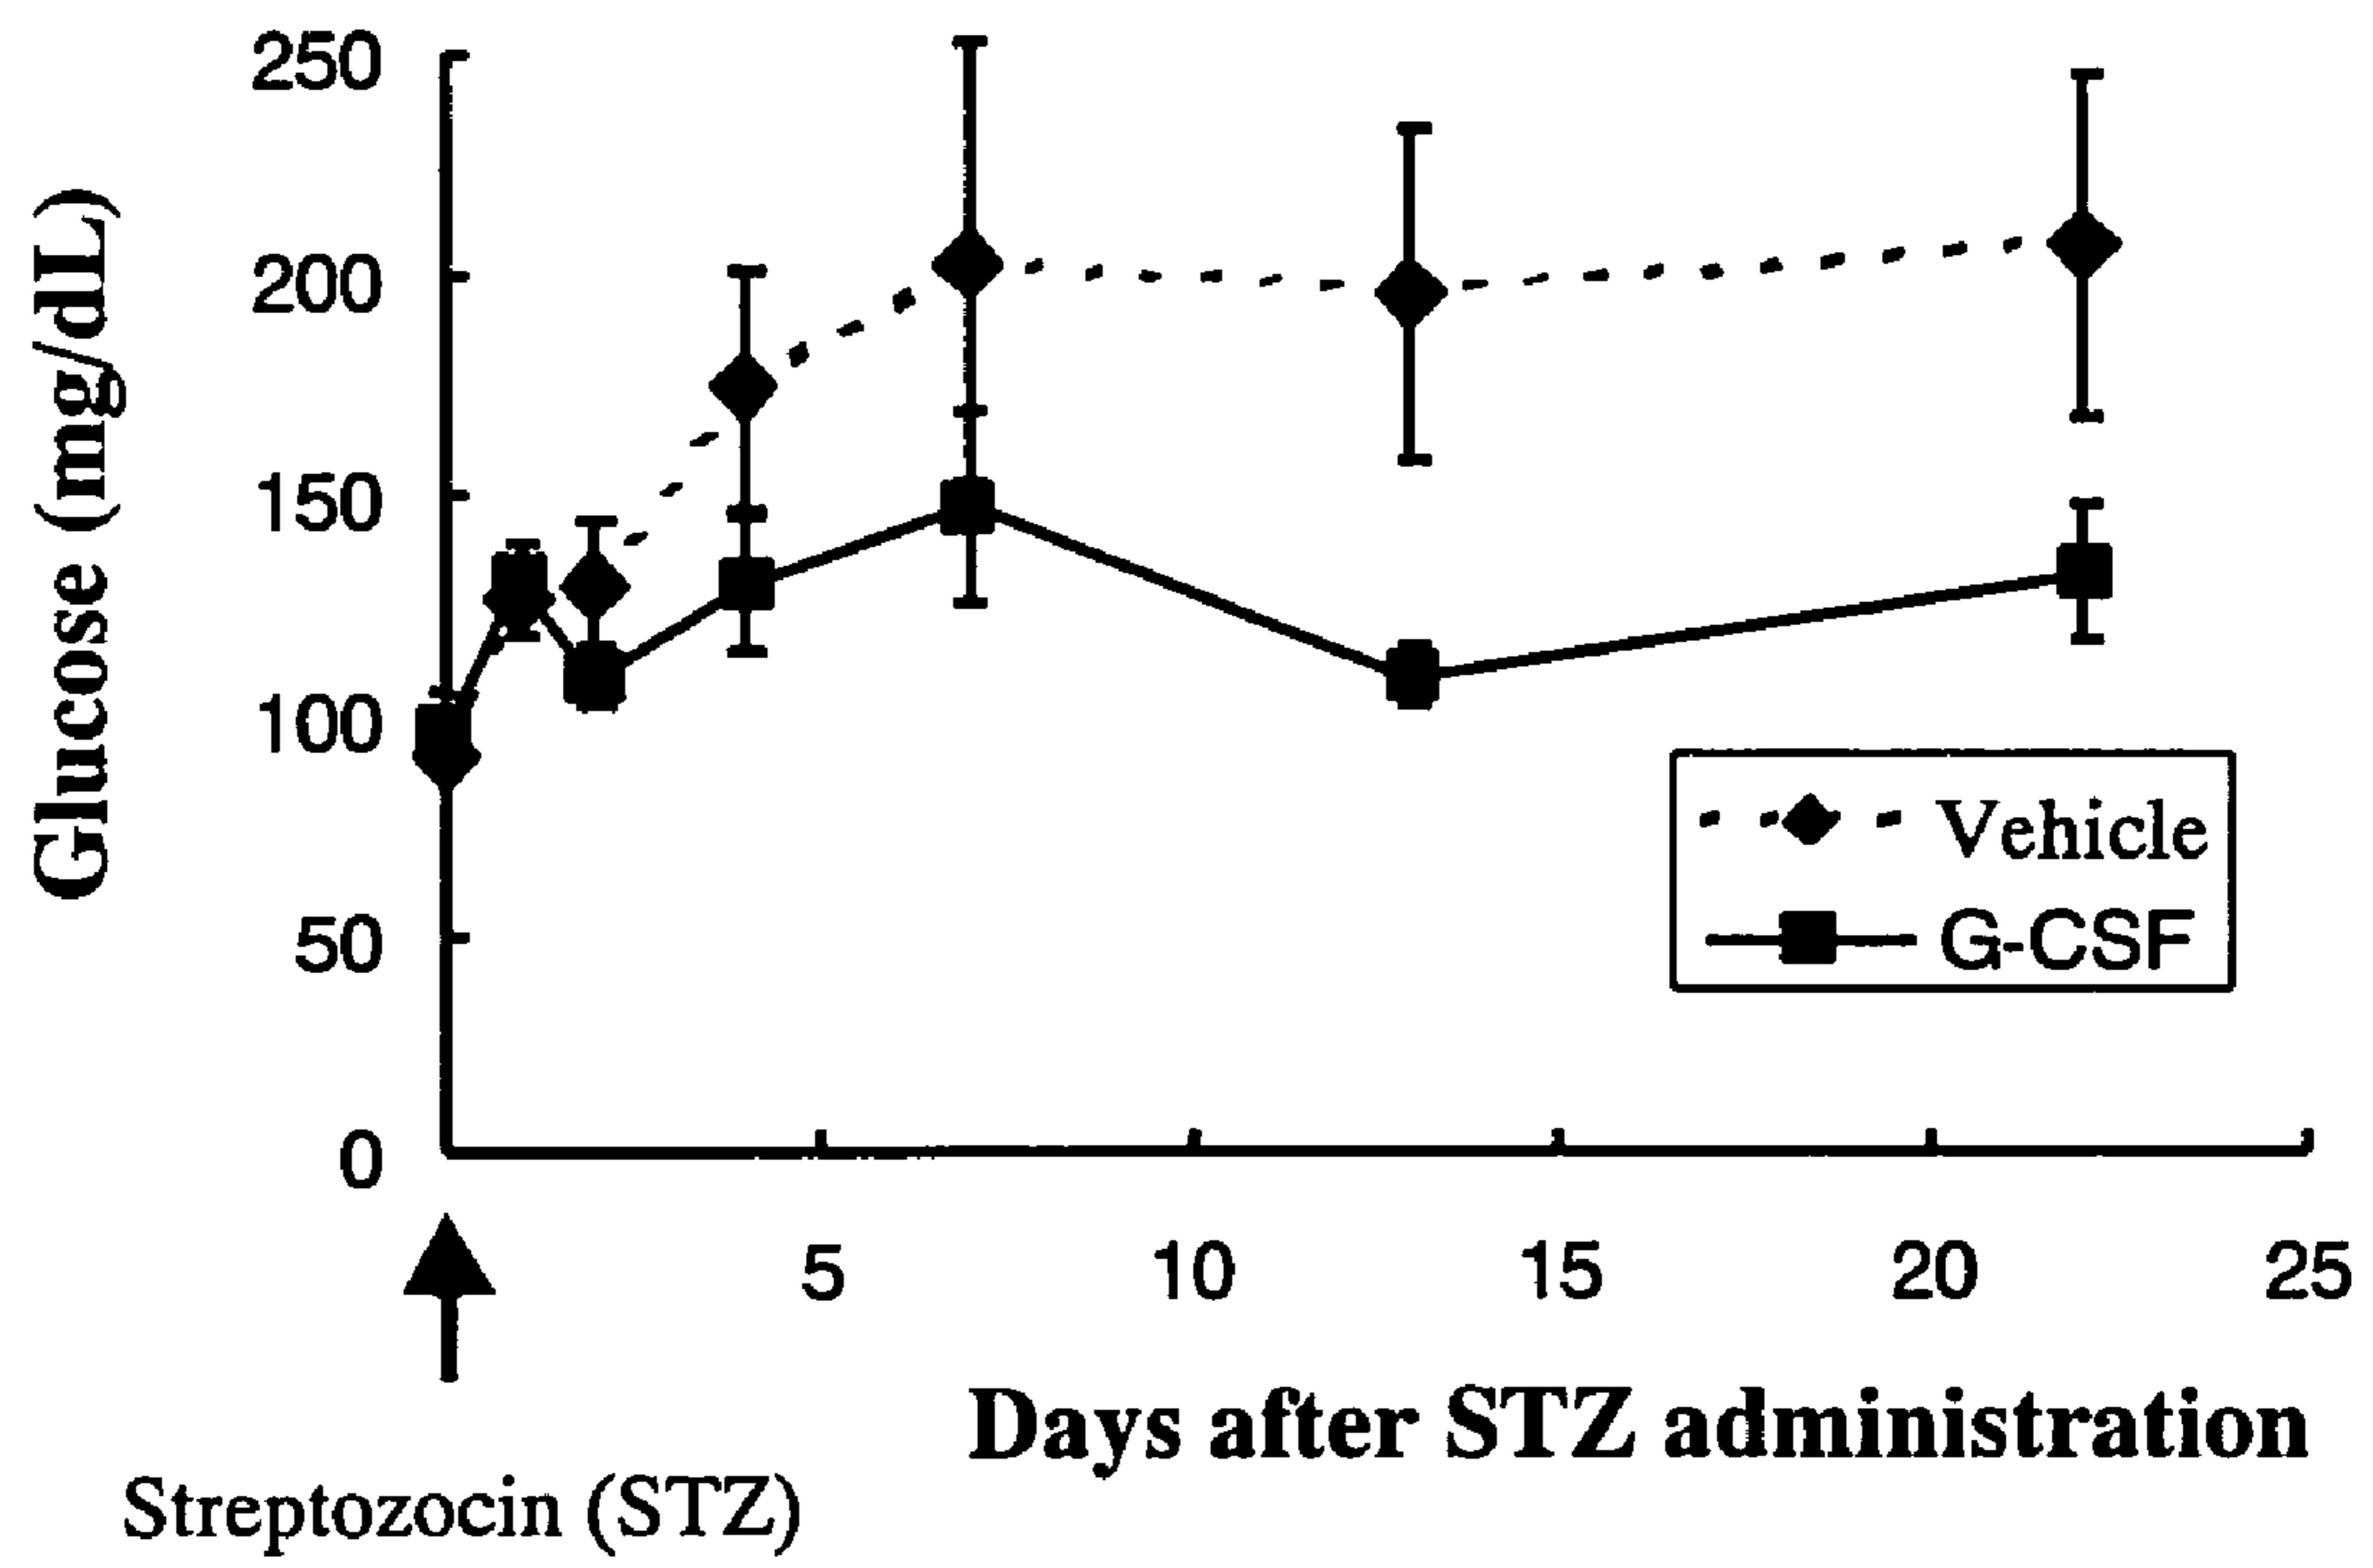 250
200
150
100
50
0
Glucose (mg/dL)
Vehicle
G-CSF
5 10 15 20 25
Days after STZ administration
Streptozocin (STZ)